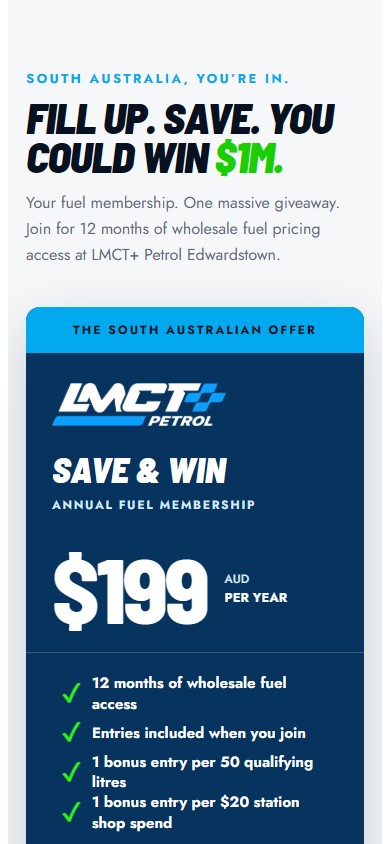 SOUTH AUSTRALIA, YOU'RE IN.
FILL UP. SAVE. YOU
COULD WIN $1M.
Your fuel membership. One massive giveaway.
Join for 12 months of wholesale fuel pricing
access at LMCT+ Petrol Edwardstown.
THE SOUTH AUSTRALIAN OFFER
LMCT+
PETROL
SAVE & WIN
ANNUAL FUEL MEMBERSHIP
$199
AUD
PER YEAR
12 months of wholesale fuel
access
Entries included when you join
1 bonus entry per 50 qualifying
litres
1 bonus entry per $20 station
shop spend